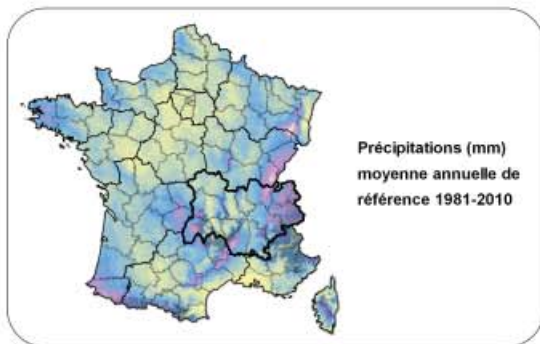 Précipitations (mm)
moyenne annuelle de
référence 1981-2010